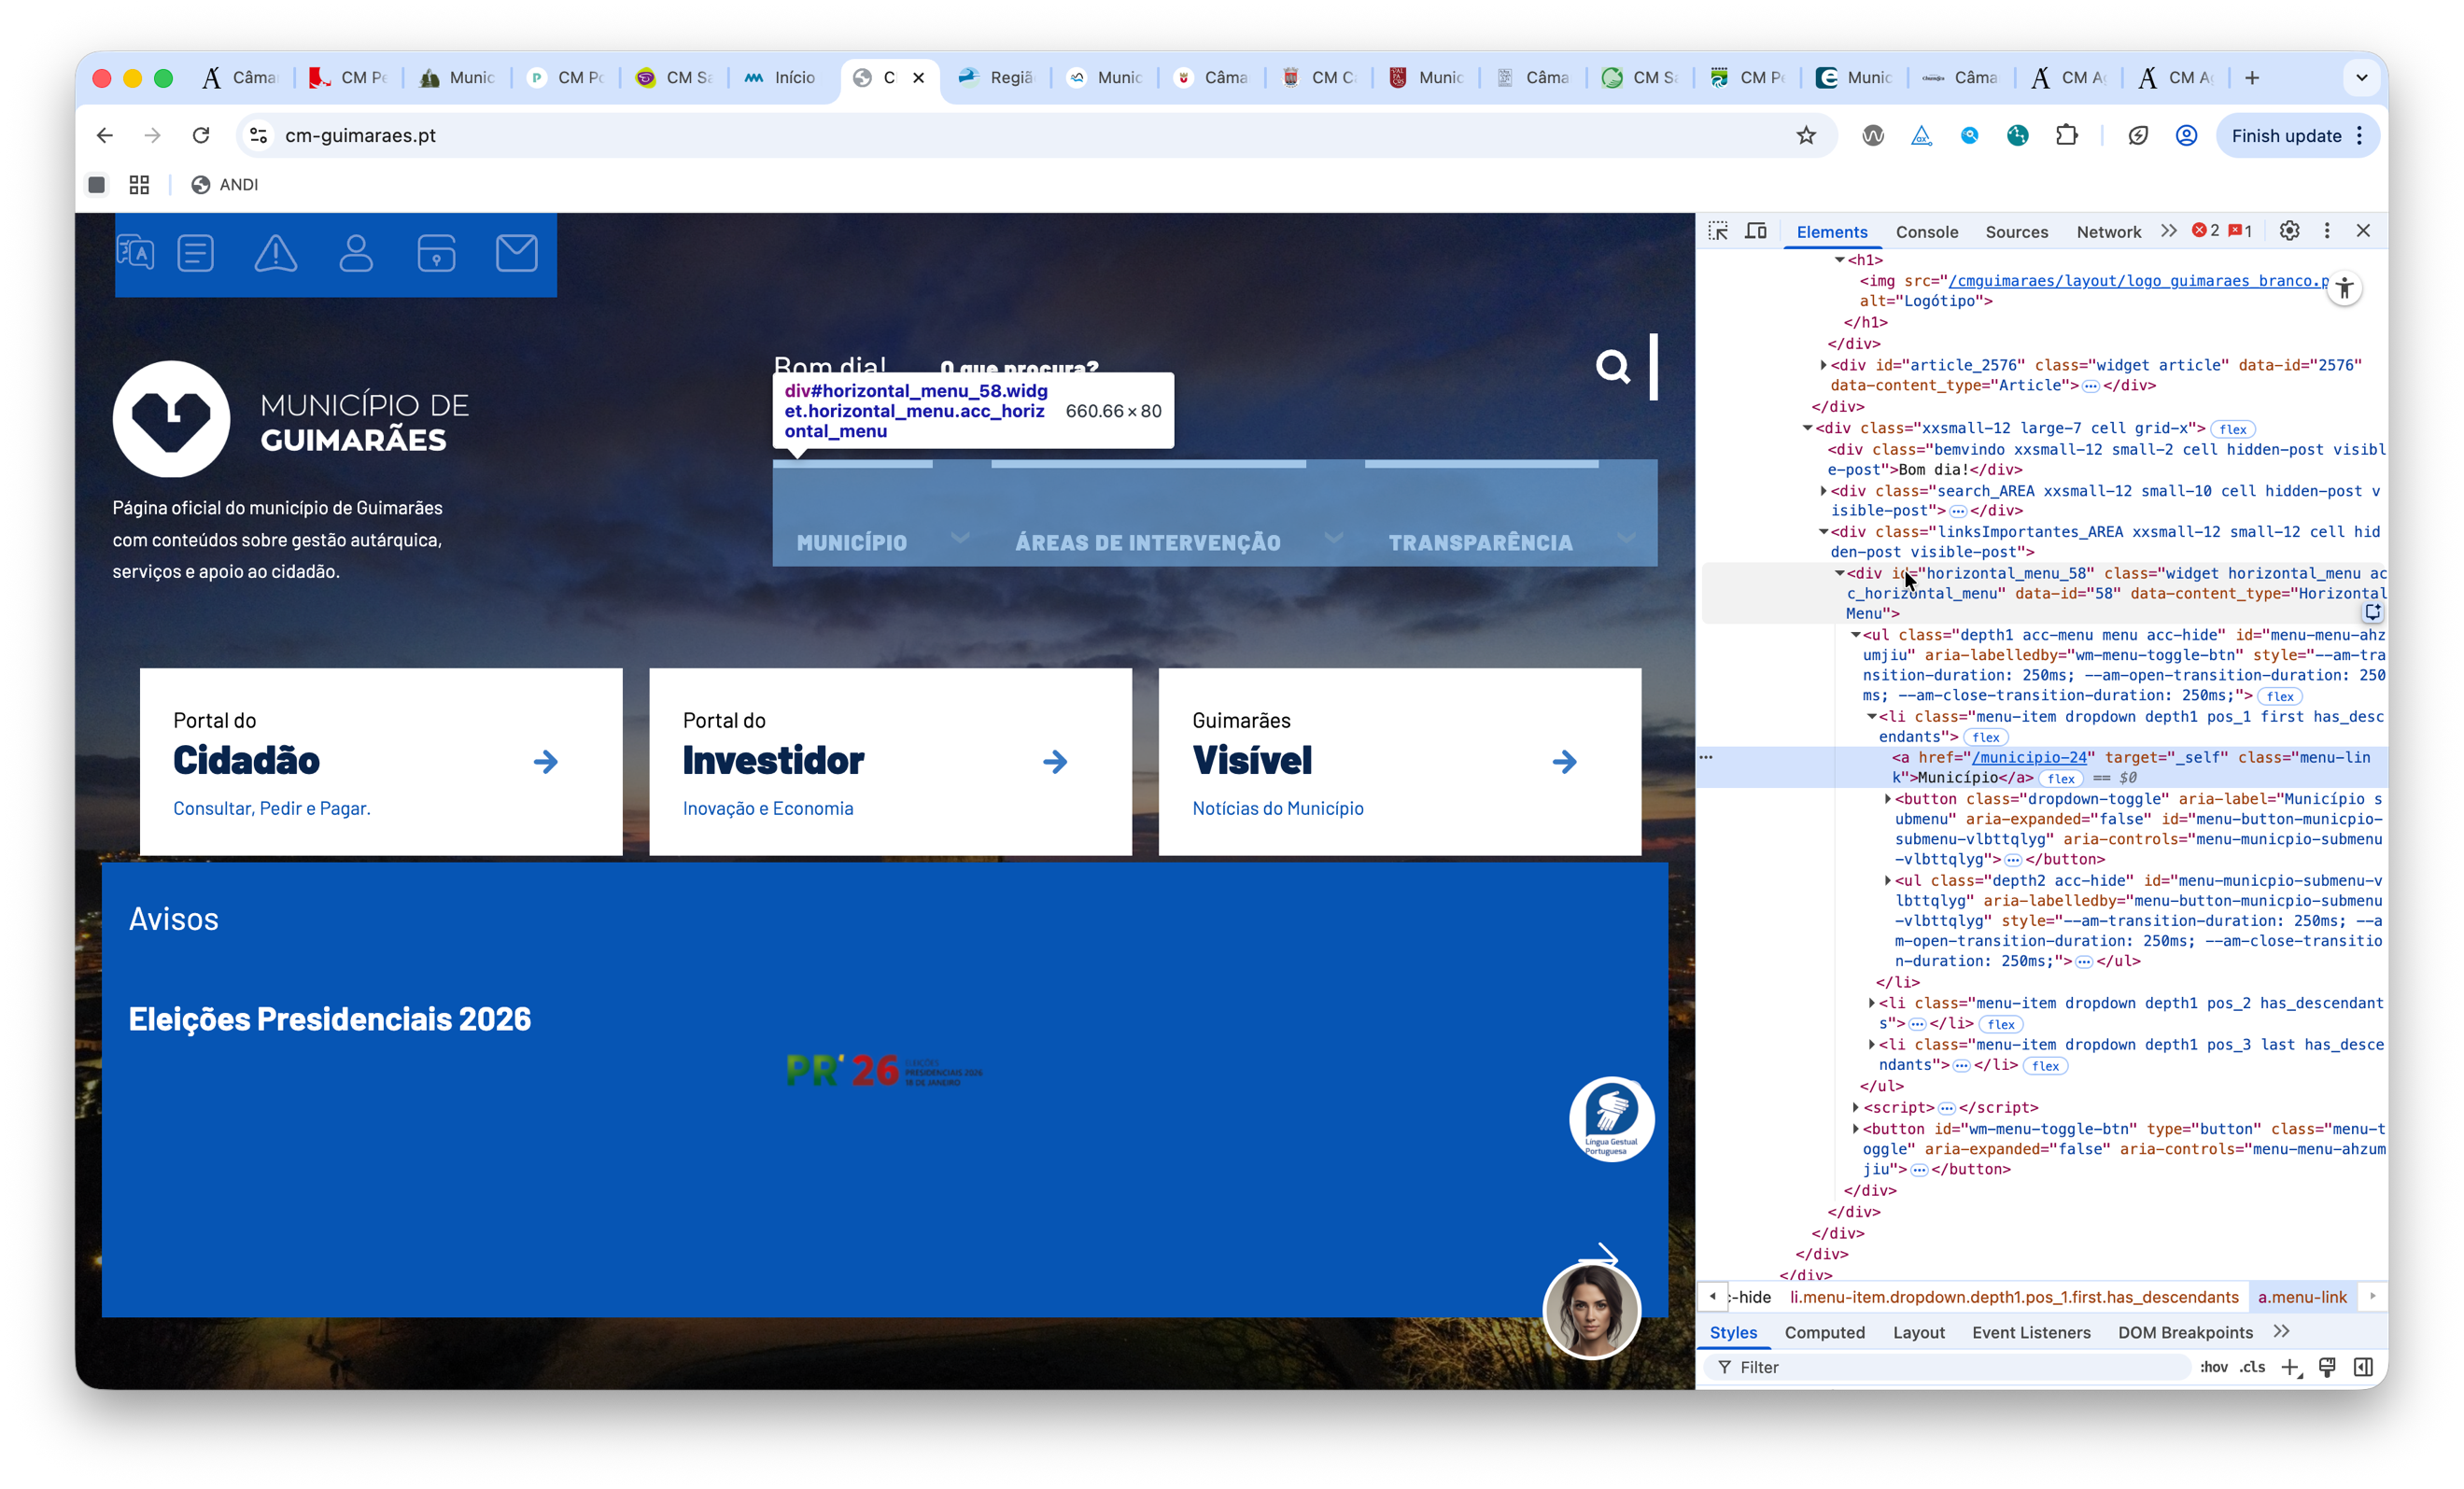 Câma
CM Pe
Munic
CM Po
CM Sa
Início
C
Regiã
Munic
Câma
CM C
Munic
Câma
CM Sa
CM Pe
Munic
Câma
CM Ag
CM A
cm-guimaraes.pt
Finish update
ANDI
MUNICÍPIO DE
GUIMARÃES
Página oficial do município de Guimarães
com conteúdos sobre gestão autárquica,
serviços e apoio ao cidadão.
Bom dia!
O que procura?
div#horizontal_menu_58.widg
et.horizontal_menu.acc_horiz
ontal_menu
660.66 × 80
MUNICÍPIO
ÁREAS DE INTERVENÇÃO
TRANSPARÊNCIA
Portal do
Cidadão
Consultar, Pedir e Pagar.
Portal do
Investidor
Inovação e Economia
Guimarães
Visível
Notícias do Município
Avisos
Eleições Presidenciais 2026
PR'26
PRESIDENCIAIS 2026
18 DE JANEIRO
Língua Gestual
Portuguesa
Elements Console Sources Network 2 1
<h1>
<img src="/cmguimaraes/layout/logo_guimaraes_branco.p
alt="Logótipo">
</h1>
</div>
<div id="article_2576" class="widget article" data-id="2576"
data-content_type="Article"> </div>
</div>
<div class="xxsmall-12 large-7 cell grid-x"> flex
<div class="bemvindo xxsmall-12 small-2 cell hidden-post visibl
e-post">Bom dia!</div>
<div class="search_AREA xxsmall-12 small-10 cell hidden-post v
isible-post"> </div>
<div class="linksImportantes_AREA xxsmall-12 small-12 cell hid
den-post visible-post">
<div id="horizontal_menu_58" class="widget horizontal_menu ac
c_horizontal_menu" data-id="58" data-content_type="Horizontal
Menu">
<ul class="depth1 acc-menu menu acc-hide" id="menu-menu-ahz
umjiu" aria-labelledby="wm-menu-toggle-btn" style="--am-tra
nsition-duration: 250ms; --am-open-transition-duration: 250
ms; --am-close-transition-duration: 250ms;"> flex
<li class="menu-item dropdown depth1 pos_1 first has_desc
endants"> flex
<a href="/municipio-24" target="_self" class="menu-lin
k">Município</a> flex == $0
<button class="dropdown-toggle" aria-label="Município s
ubmenu" aria-expanded="false" id="menu-button-municpio-
submenu-vlbttqlyg" aria-controls="menu-municpio-submenu
-vlbttqlyg"> </button>
<ul class="depth2 acc-hide" id="menu-municpio-submenu-v
lbttqlyg" aria-labelledby="menu-button-municpio-submenu
-vlbttqlyg" style="--am-transition-duration: 250ms; --a
m-open-transition-duration: 250ms; --am-close-transitio
n-duration: 250ms;"> </ul>
</li>
<li class="menu-item dropdown depth1 pos_2 has_descendant
s"> </li> flex
<li class="menu-item dropdown depth1 pos_3 last has_desce
ndants"> </li> flex
</ul>
<script> </script>
<button id="wm-menu-toggle-btn" type="button" class="menu-t
oggle" aria-expanded="false" aria-controls="menu-menu-ahzum
jiu"> </button>
</div>
</div>
</div>
</div>
</div>
c-hide li.menu-item.dropdown.depth1.pos_1.first.has_descendants a.menu-link
Styles Computed Layout Event Listeners DOM Breakpoints
Filter :hov .cls